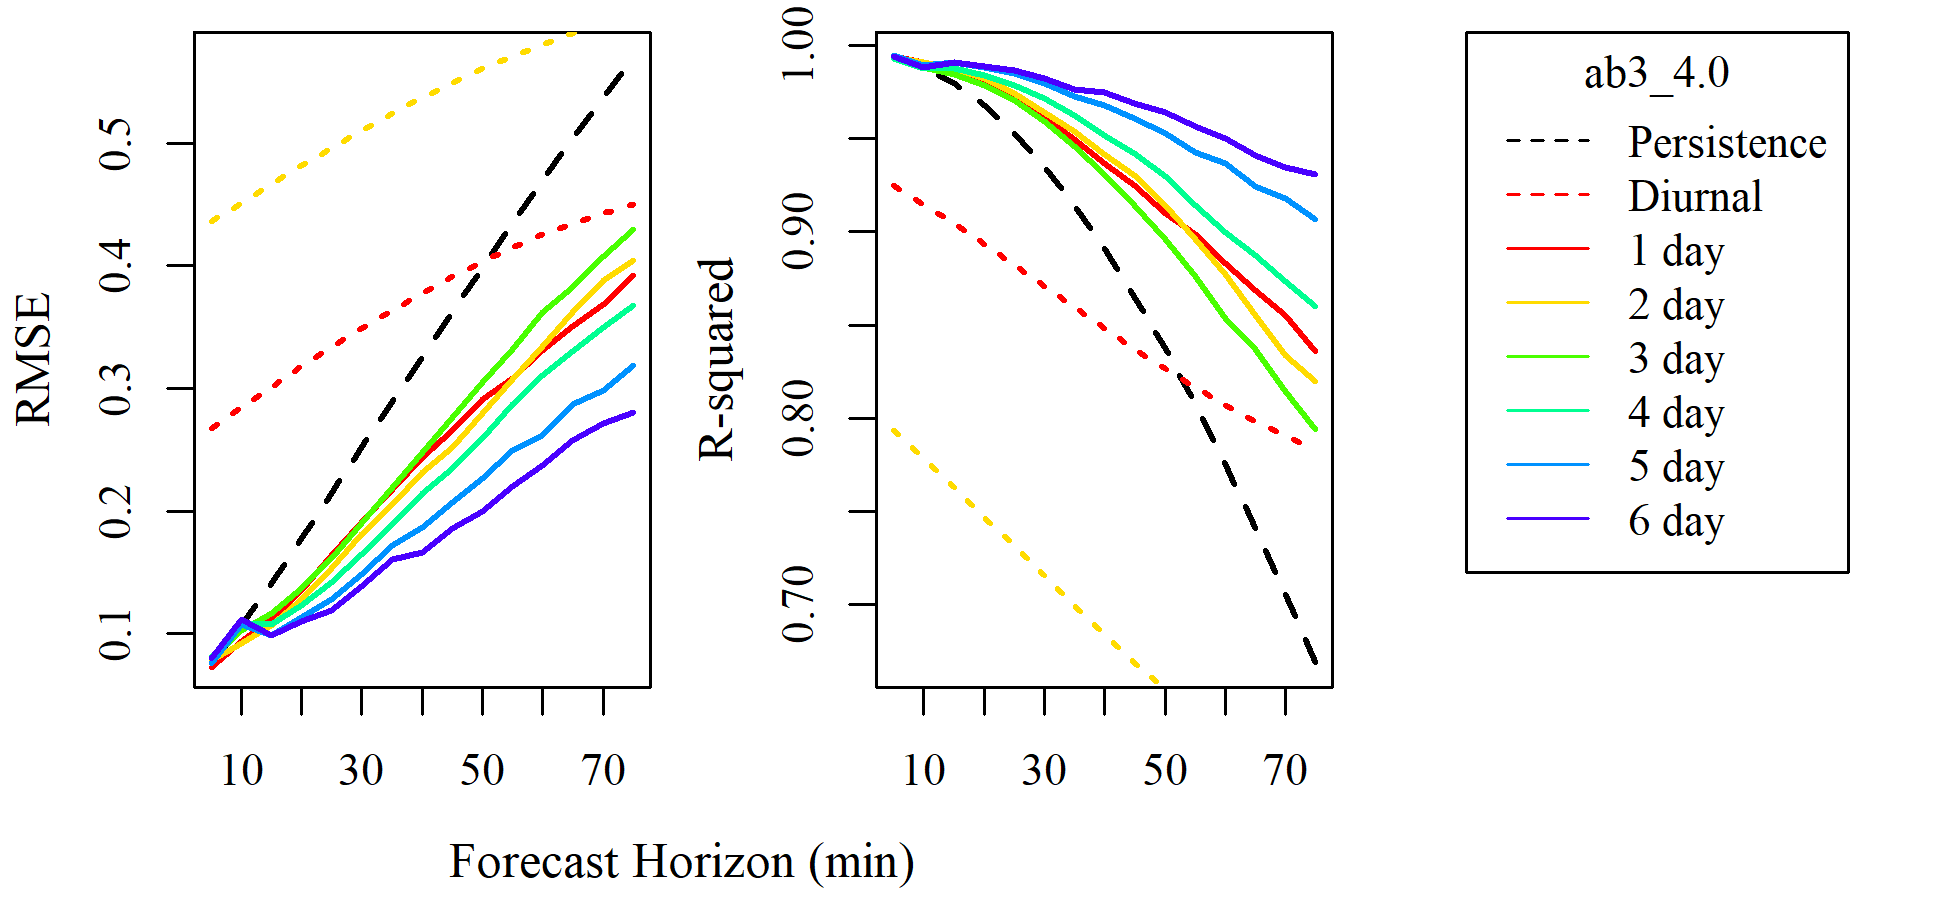 RMSE
0.1
0.2
0.3
0.4
0.5
10
30
50
70
R-squared
0.70
0.80
0.90
1.00
10
30
50
70
Forecast Horizon (min)
ab3_4.0
Persistence
Diurnal
1 day
2 day
3 day
4 day
5 day
6 day